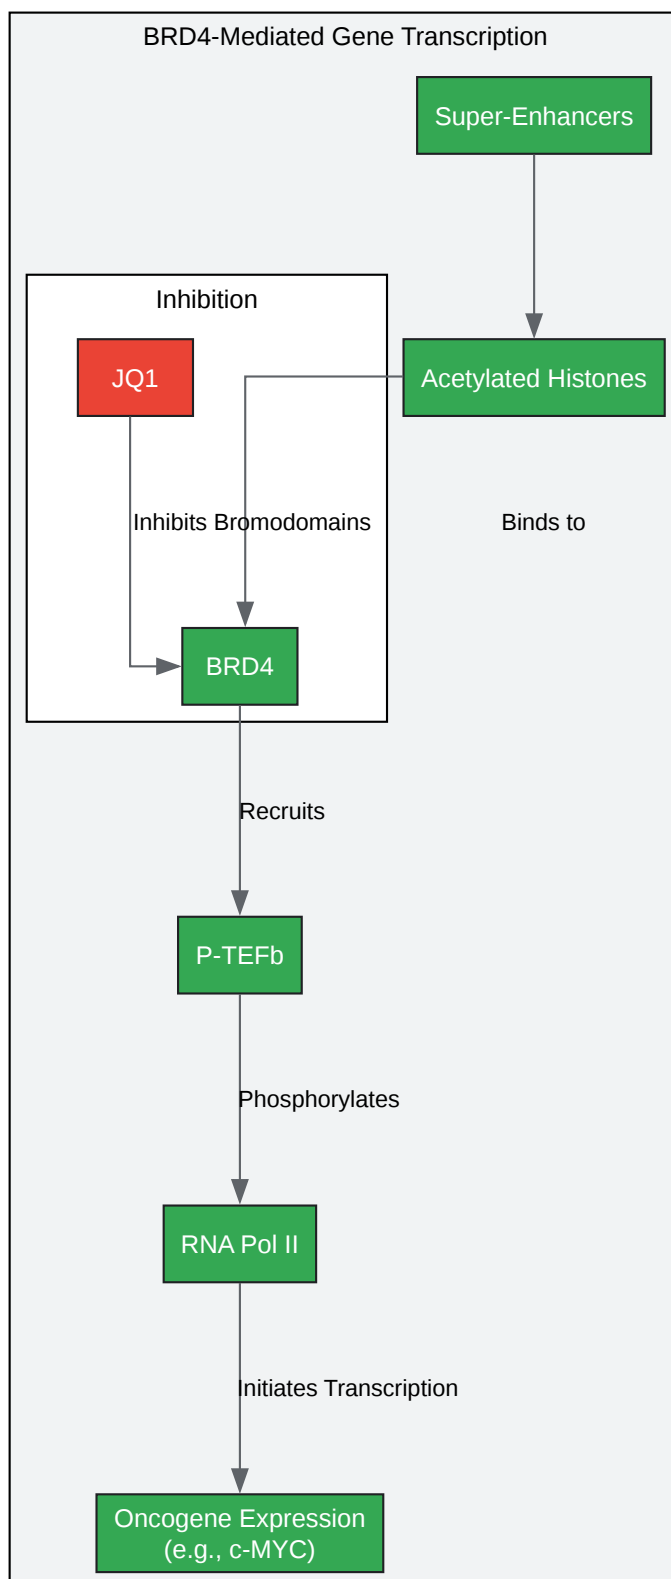 BRD4-Mediated Gene Transcription
Super-Enhancers
Inhibition
JQ1
Acetylated Histones
Inhibits Bromodomains
Binds to
BRD4
Recruits
P-TEFb
Phosphorylates
RNA Pol II
Initiates Transcription
Oncogene Expression
(e.g., c-MYC)